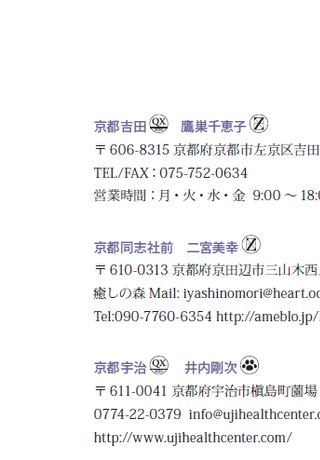 京都吉田 QX 鷹巣千恵子 Z
〒606-8315 京都府京都市左京区吉田
TEL/FAX：075-752-0634
営業時間：月・火・水・金 9:00 〜 18:0
京都同志社前 二宮美幸 Z
〒610-0313 京都府京田辺市三山木西
癒しの森 Mail: iyashinomori@heart.oc
Tel:090-7760-6354 http://ameblo.jp/
京都宇治 QX 井内剛次
〒611-0041 京都府宇治市槇島町薗場
0774-22-0379 info@ujihealthcenter.c
http://www.ujihealthcenter.com/